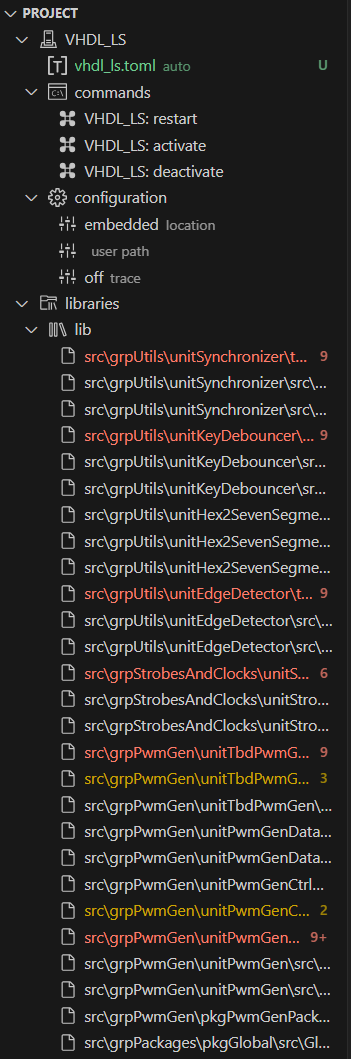 PROJECT
VHDL_LS
[T] vhdl_ls.toml auto U
commands
VHDL_LS: restart
VHDL_LS: activate
VHDL_LS: deactivate
configuration
embedded location
user path
off trace
libraries
lib
src\grpUtils\unitSynchronizer\t... 9
src\grpUtils\unitSynchronizer\src\...
src\grpUtils\unitSynchronizer\src\...
src\grpUtils\unitKeyDebouncer\... 9
src\grpUtils\unitKeyDebouncer\sr...
src\grpUtils\unitKeyDebouncer\sr...
src\grpUtils\unitHex2SevenSegme...
src\grpUtils\unitHex2SevenSegme...
src\grpUtils\unitHex2SevenSegme...
src\grpUtils\unitEdgeDetector\t... 9
src\grpUtils\unitEdgeDetector\src\...
src\grpUtils\unitEdgeDetector\src\...
src\grpStrobesAndClocks\unitS... 6
src\grpStrobesAndClocks\unitStro...
src\grpStrobesAndClocks\unitStro...
src\grpPwmGen\unitTbdPwmG... 9
src\grpPwmGen\unitTbdPwmG... 3
src\grpPwmGen\unitTbdPwmGen\...
src\grpPwmGen\unitPwmGenData...
src\grpPwmGen\unitPwmGenData...
src\grpPwmGen\unitPwmGenCtrl...
src\grpPwmGen\unitPwmGenC... 2
src\grpPwmGen\unitPwmGen... 9+
src\grpPwmGen\unitPwmGen\src\...
src\grpPwmGen\unitPwmGen\src\...
src\grpPwmGen\pkgPwmGenPack...
src\grpPackages\pkgGlobal\src\Gl...